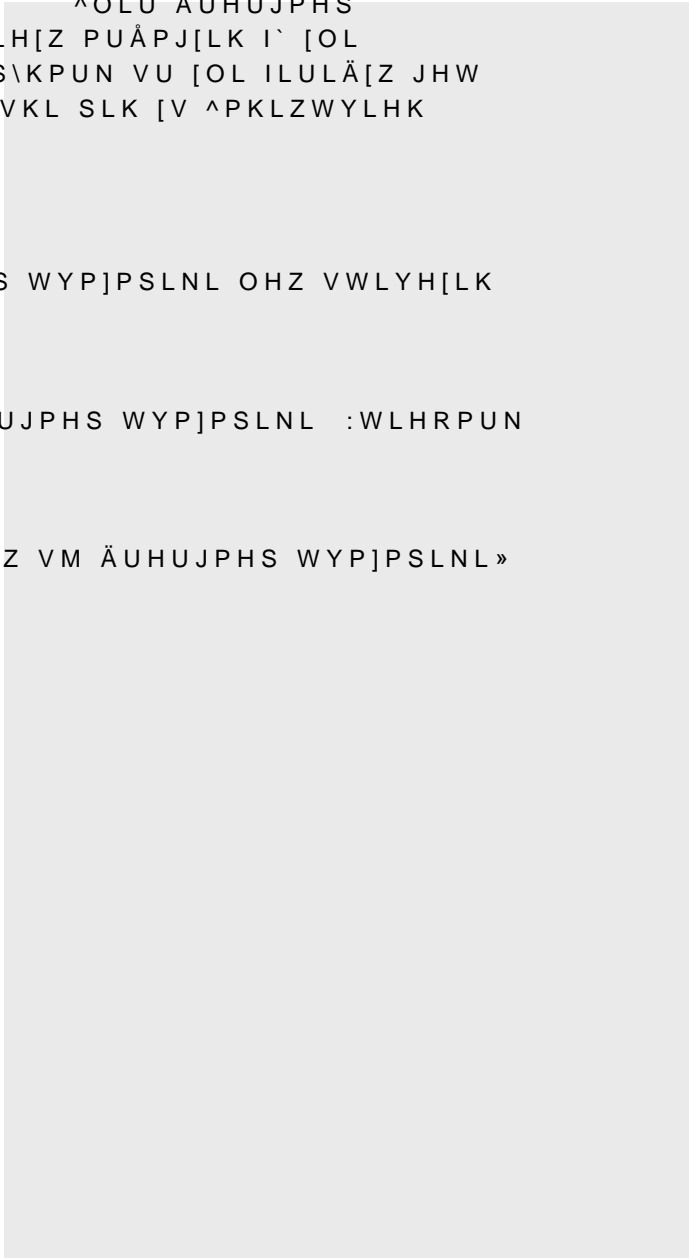 ^OLU ÄUHUJPHS
LH[Z PUÅPJ[LK I` [OL
S\KPUN VU [OL ILULÄ[Z JHW
VKL SLK [V ^PKLZWYLHK
S WYP]PSLNL OHZ VWLYH[LK
UJPHS WYP]PSLNL :WLHRPUN
Z VM ÄUHUJPHS WYP]PSLNL»